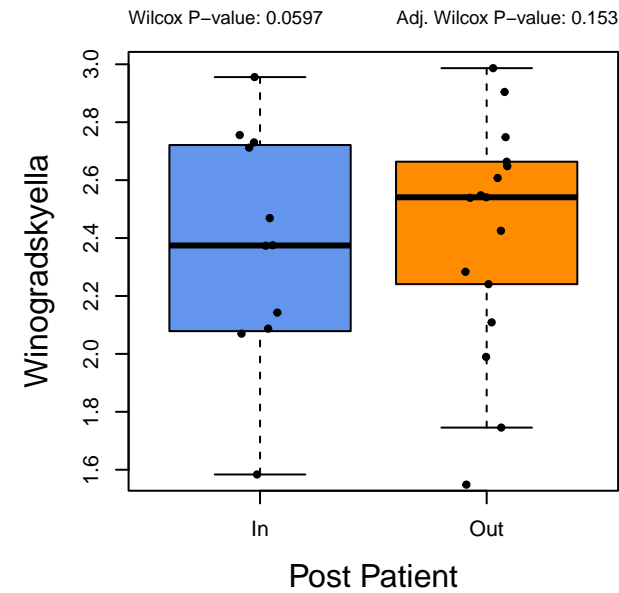 Wilcox P−value: 0.0597 Adj. Wilcox P−value: 0.153
3.0
2.8
2.6
2.4
2.2
2.0
1.8
1.6
Winogradskyella
In Out
Post Patient